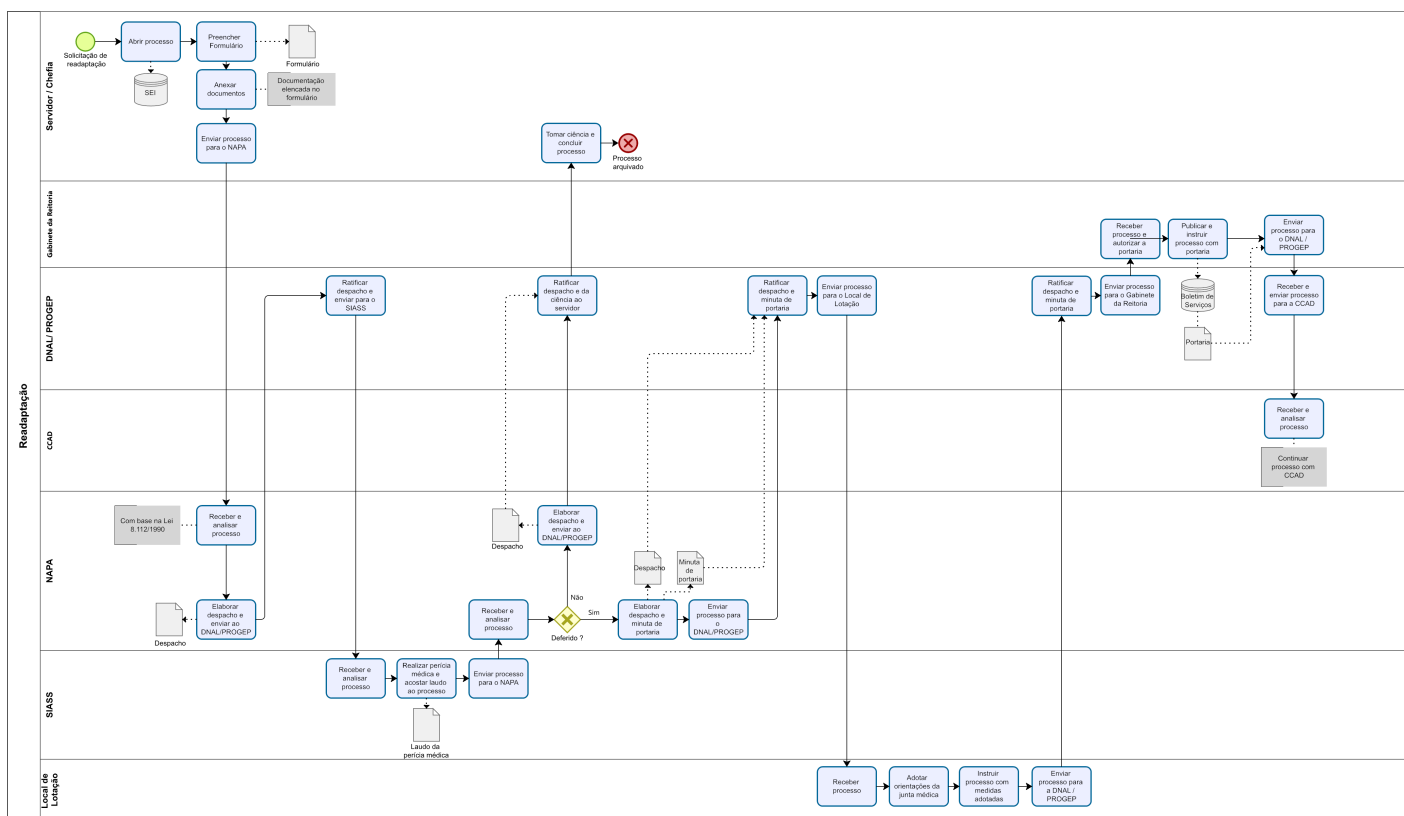 Readaptação
Servidor / Chefia
Solicitação de
readaptação
Abrir processo
SEI
Preencher
Formulário
Formulário
Anexar
documentos
Documentação
elencada no
formulário
Enviar processo
para o NAPA
Tomar ciência e
concluir
processo
Processo
arquivado
Gabinete da Reitoria
Receber
processo e
autorizar a
portaria
Publicar e
instruir
processo com
portaria
Enviar
processo para
o DNAL /
PROGEP
DNAL/ PROGEP
Ratificar
despacho e
enviar para o
SIASS
Ratificar
despacho e da
ciência ao
servidor
Ratificar
despacho e
minuta de
portaria
Enviar processo
para o Local de
Lotação
Ratificar
despacho e
minuta de
portaria
Enviar processo
para o Gabinete
da Reitoria
Boletim de
Serviços
Portaria
Receber e
enviar processo
para a CCAD
CCAD
Receber e
analisar
processo
Continuar
processo com
CCAD
NAPA
Com base na Lei
8.112/1990
Receber e
analisar
processo
Despacho
Elaborar
despacho e
enviar ao
DNAL/PROGEP
Receber e
analisar
processo
Despacho
Elaborar
despacho e
enviar ao
DNAL/PROGEP
Não
Deferido ?
Sim
Despacho
Minuta
de
portaria
Elaborar
despacho e
minuta de
portaria
Enviar
processo para
o
DNAL/PROGEP
SIASS
Receber e
analisar
processo
Realizar perícia
médica e
acostar laudo
ao processo
Laudo da
perícia médica
Enviar processo
para o NAPA
Local de
Lotação
Receber
processo
Adotar
orientações da
junta médica
Instruir
processo com
medidas
adotadas
Enviar
processo para
a DNAL /
PROGEP